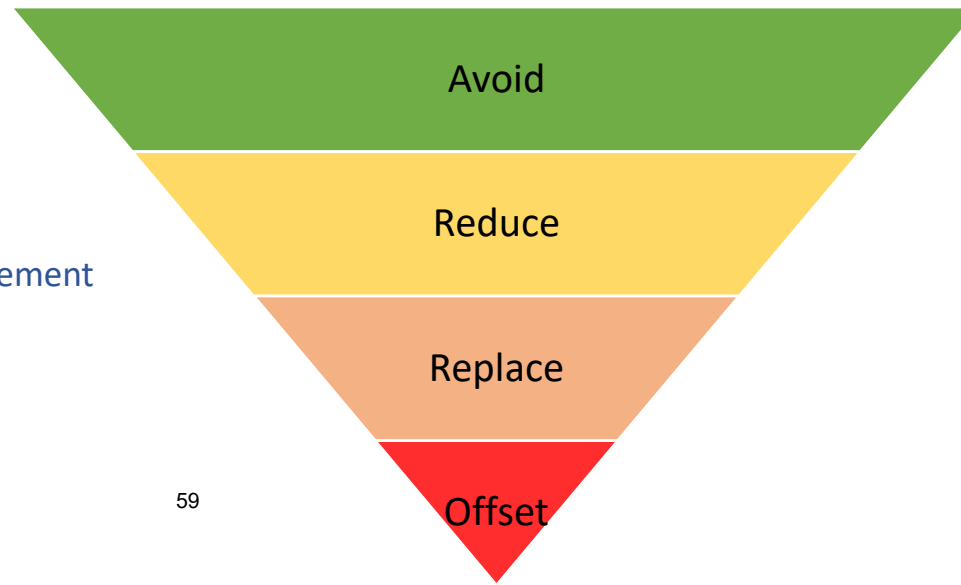 Avoid
Reduce
ement
Replace
59
Offset